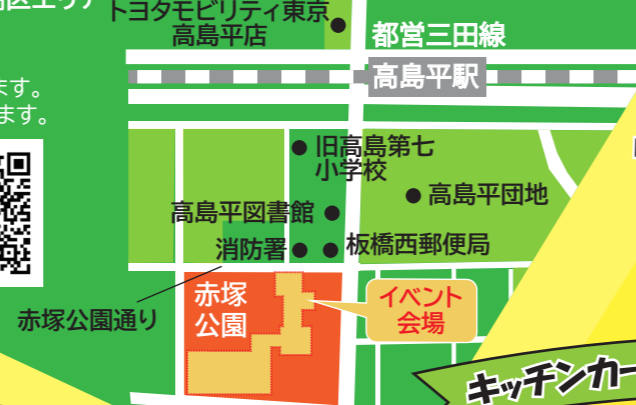 区エリア
トヨタモビリティ東京
高島平店
都営三田線
高島平駅
ます。
ます。
旧高島第七
小学校
高島平団地
高島平図書館
消防署
板橋西郵便局
赤塚公園通り
赤塚
公園
イベント
会場
キッチンカー